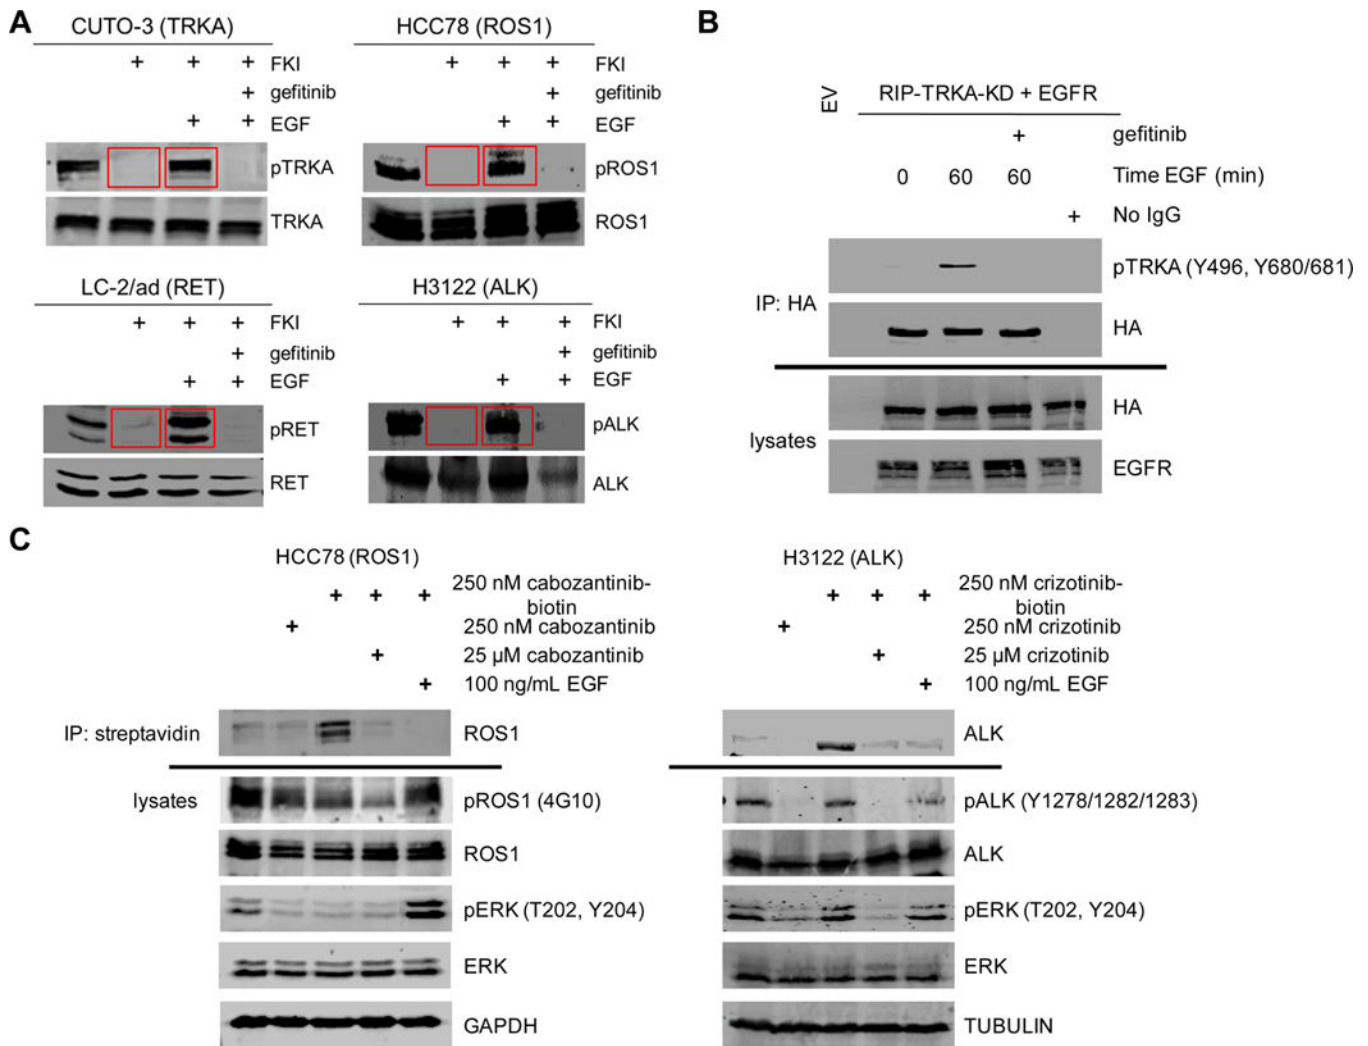 A
CUTO-3 (TRKA)
+ + + FKI
+ gefitinib
+ + EGF
pTRKA
TRKA
HCC78 (ROS1)
+ + + FKI
+ gefitinib
+ + EGF
pROS1
ROS1
LC-2/ad (RET)
+ + + FKI
+ gefitinib
+ + EGF
pRET
RET
H3122 (ALK)
+ + + FKI
+ gefitinib
+ + EGF
pALK
ALK
B
EV
RIP-TRKA-KD + EGFR
+ gefitinib
0 60 60 Time EGF (min)
+ No IgG
pTRKA (Y496, Y680/681)
IP: HA
HA
HA
lysates
EGFR
C
HCC78 (ROS1)
+ + + 250 nM cabozantinib-
biotin
+ 250 nM cabozantinib
+ 25 µM cabozantinib
+ 100 ng/mL EGF
IP: streptavidin
ROS1
lysates
pROS1 (4G10)
ROS1
pERK (T202, Y204)
ERK
GAPDH
H3122 (ALK)
+ + + 250 nM crizotinib-
biotin
+ 250 nM crizotinib
+ 25 µM crizotinib
+ 100 ng/mL EGF
ALK
pALK (Y1278/1282/1283)
ALK
pERK (T202, Y204)
ERK
TUBULIN